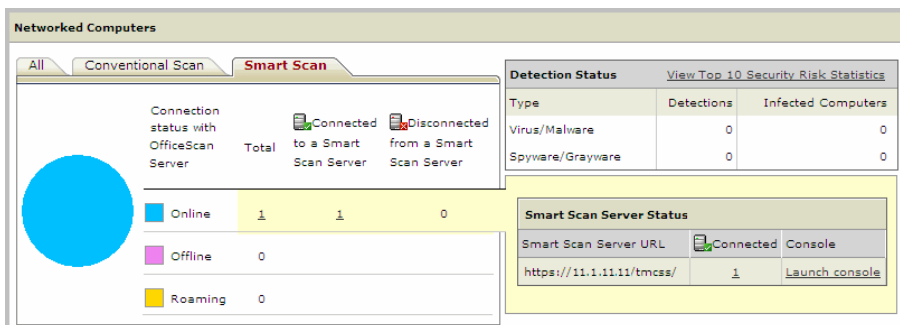 Networked Computers
All Conventional Scan Smart Scan
Connection status with OfficeScan Server
Total
Connected to a Smart Scan Server
Disconnected from a Smart Scan Server
Online 1 1 0
Offline 0
Roaming 0
Detection Status View Top 10 Security Risk Statistics
Type Detections Infected Computers
Virus/Malware 0 0
Spyware/Grayware 0 0
Smart Scan Server Status
Smart Scan Server URL Connected Console
https://11.1.11.11/tmcss/ 1 Launch console